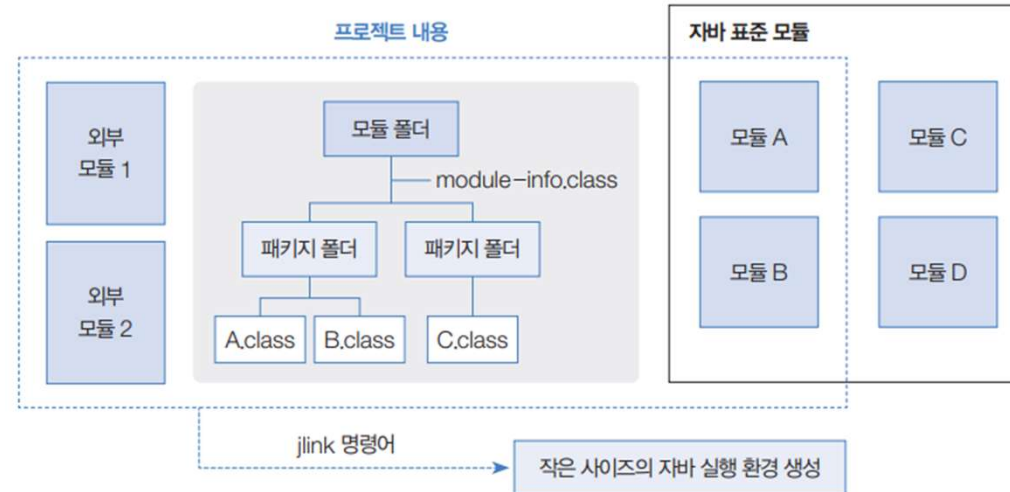 프로젝트 내용
자바 표준 모듈
외부
모듈 1
외부
모듈 2
모듈 폴더
module-info.class
패키지 폴더
패키지 폴더
A.class
B.class
C.class
모듈 A
모듈 C
모듈 B
모듈 D
jlink 명령어
작은 사이즈의 자바 실행 환경 생성